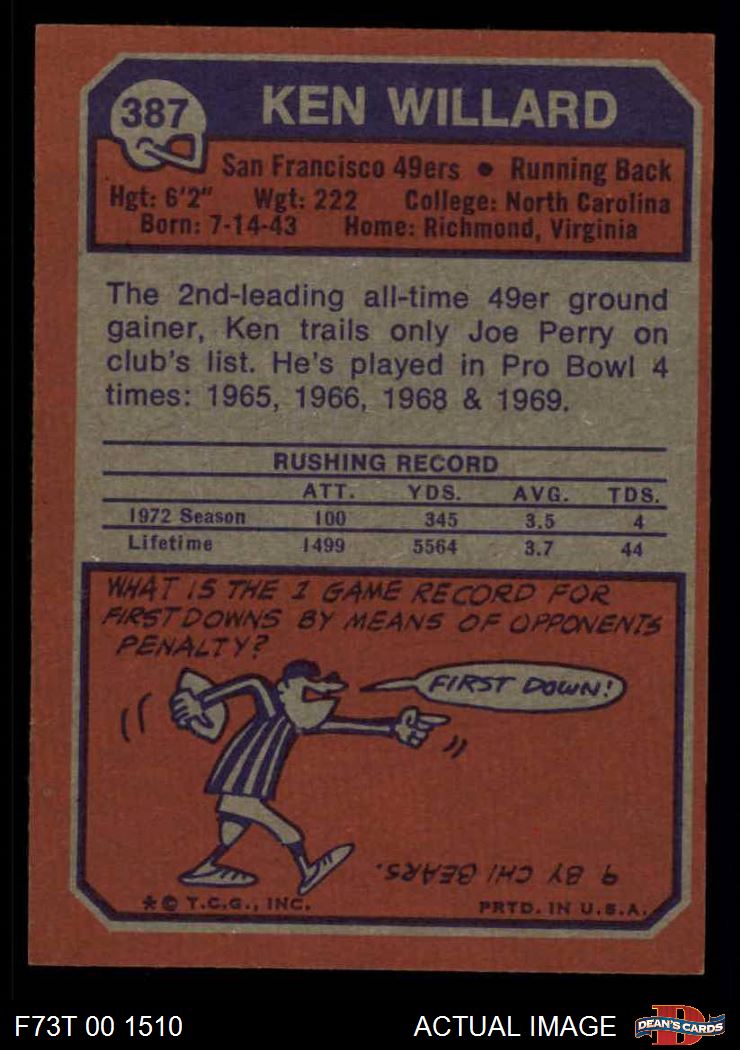 387
KEN WILLARD
San Francisco 49ers • Running Back
Hgt: 6'2" Wgt: 222 College: North Carolina
Born: 7-14-43 Home: Richmond, Virginia
The 2nd-leading all-time 49er ground
gainer, Ken trails only Joe Perry on
club's list. He's played in Pro Bowl 4
times: 1965, 1966, 1968 & 1969.
RUSHING RECORD
ATT. YDS. AVG. TDS.
1972 Season 100 345 3.5 4
Lifetime 1499 5564 3.7 44
WHAT IS THE 1 GAME RECORD FOR
FIRST DOWNS BY MEANS OF OPPONENTS
PENALTY?
FIRST DOWN!
9 BY CHI BEARS.
*© T.C.G., INC. PRTD. IN U.S.A.
F73T 00 1510 ACTUAL IMAGE D DEAN'S CARDS